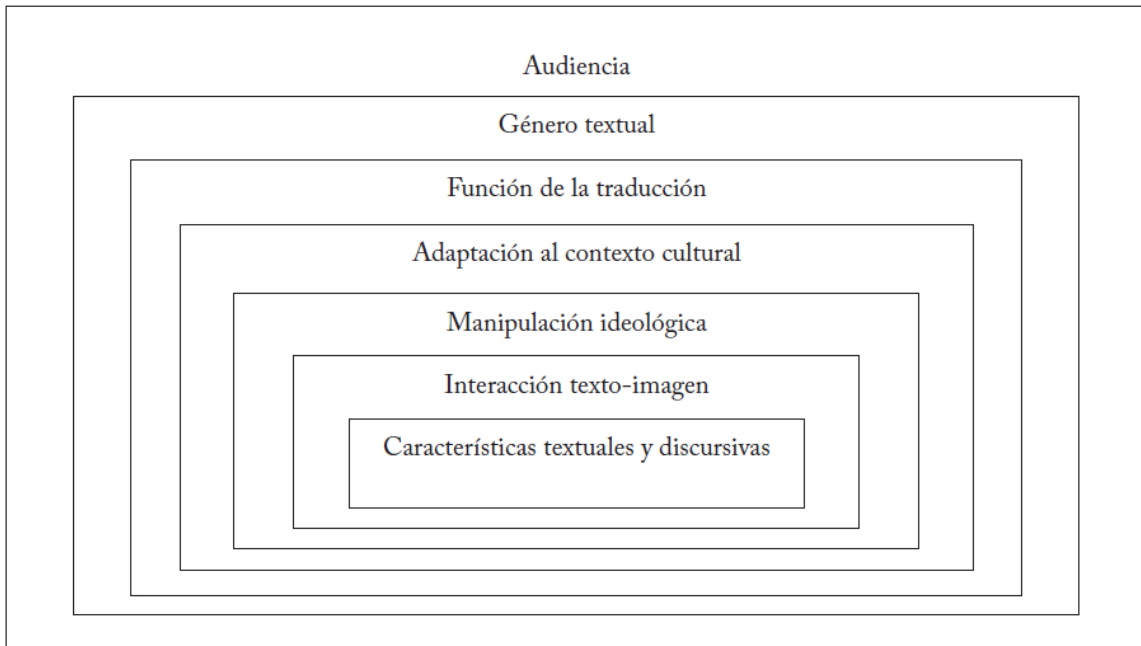 Audiencia
Género textual
Función de la traducción
Adaptación al contexto cultural
Manipulación ideológica
Interacción texto-imagen
Características textuales y discursivas